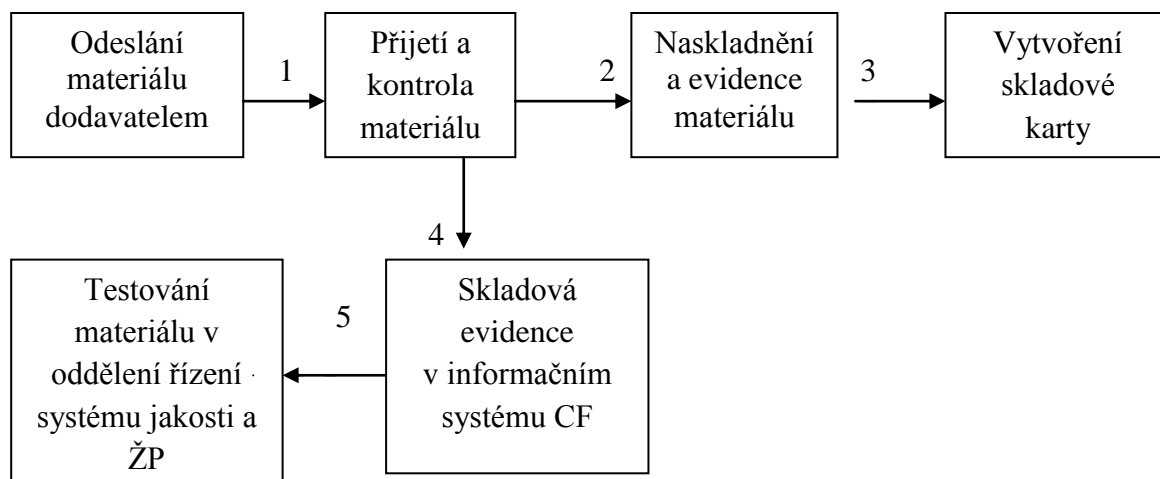 Odeslání
materiálu
dodavatelem
1
Přijetí a
kontrola
materiálu
2
Naskladnění
a evidence
materiálu
3
Vytvoření
skladové
karty
4
Testování
materiálu v
oddělení řízení
systému jakosti a
ŽP
5
Skladová
evidence
v informačním
systému CF